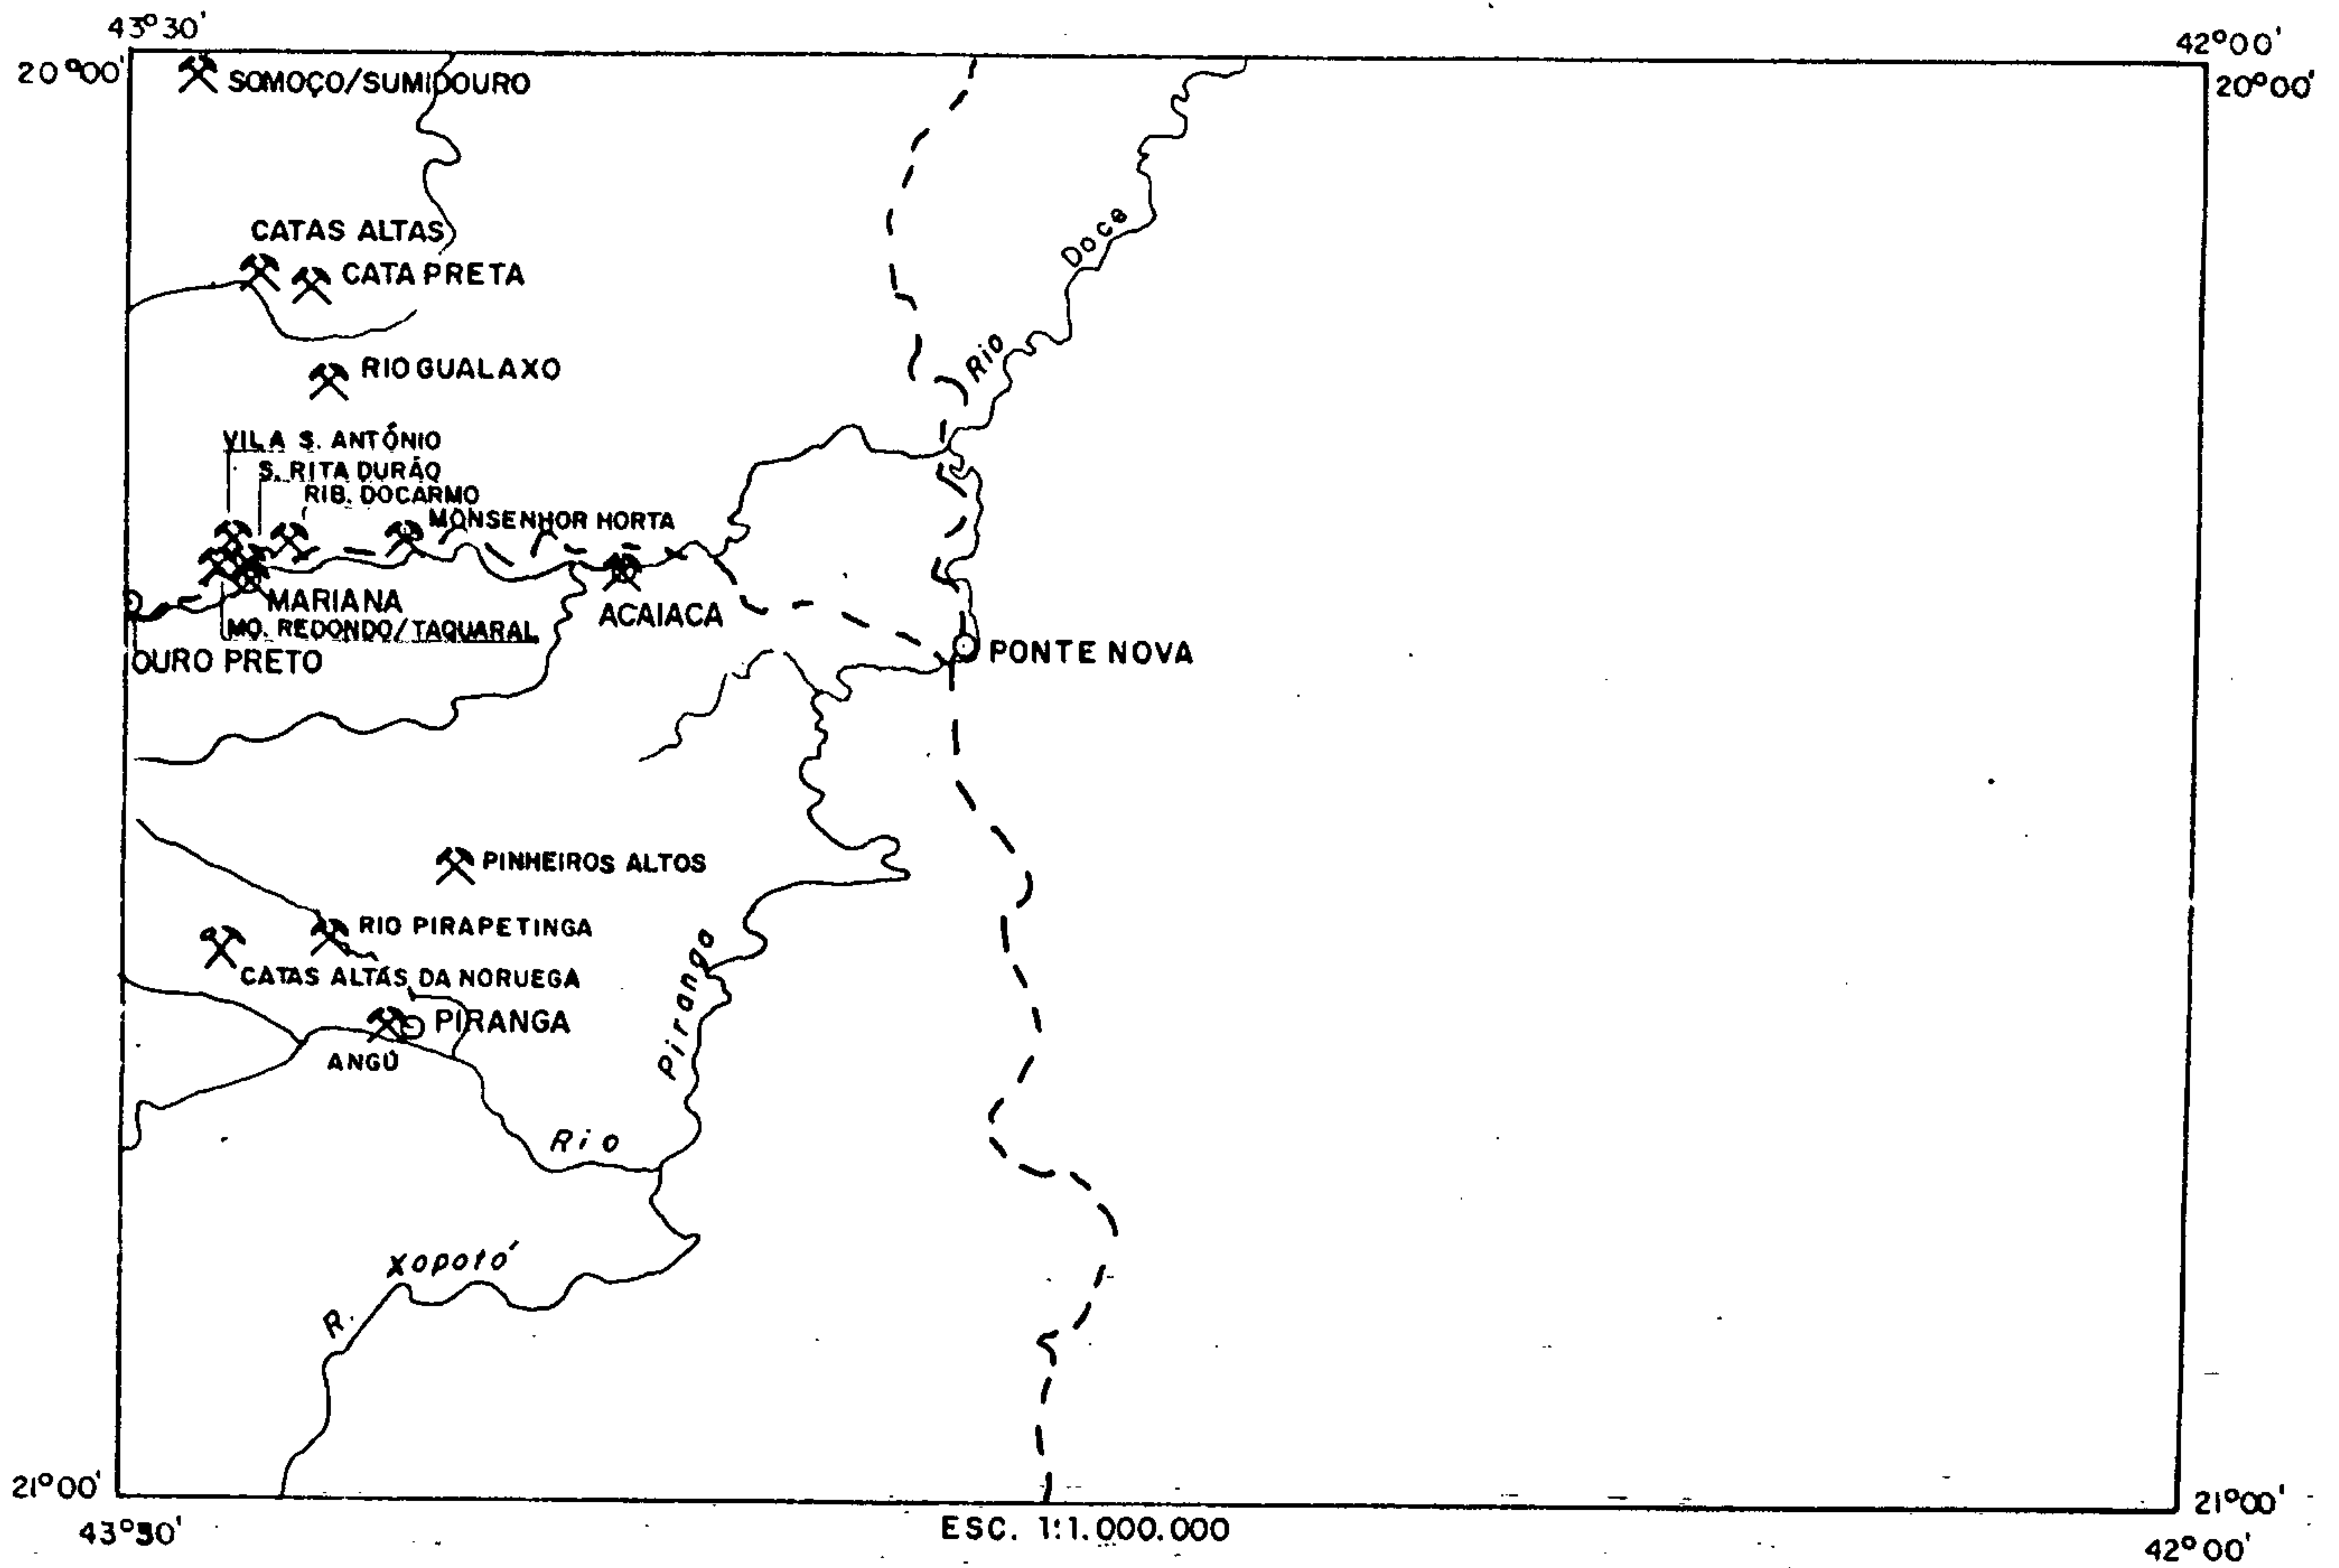 43°30'
42°00'
20°00'
20°00'
SOMOÇO/SUMIDOURO
CATAS ALTAS
CATA PRETA
Rio Doce
RIO GUALAXO
VILA S. ANTÓNIO
S. RITA DURÃO
RIB. DO CARMO
MONSENHOR HORTA
MARIANA
ACAIACA
MO. REDONDO/TAQUARAL
OURO PRETO
PONTE NOVA
PINHEIROS ALTOS
RIO PIRAPETINGA
CATAS ALTAS DA NORUEGA
PIRANGA
ANGÚ
Rio Piranga
R. Xopotó
21°00'
21°00'
43°30'
ESC. 1:1.000.000
42°00'